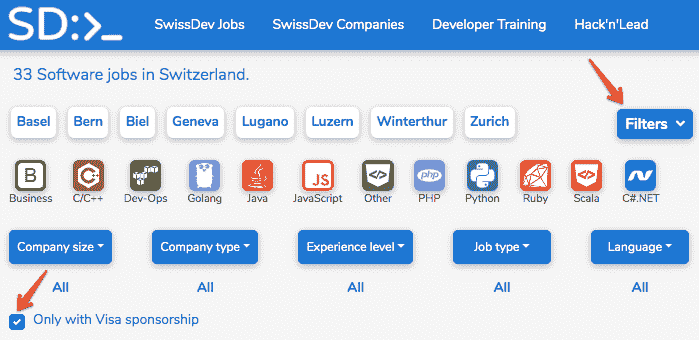 SD:>_ SwissDev Jobs SwissDev Companies Developer Training Hack'n'Lead
33 Software jobs in Switzerland.
Basel Bern Biel Geneva Lugano Luzern Winterthur Zurich Filters
B C JS </> php
Business C/C++ Dev-Ops Golang Java JavaScript Other PHP Python Ruby Scala C#.NET
Company size Company type Experience level Job type Language
All All All All All
Only with Visa sponsorship